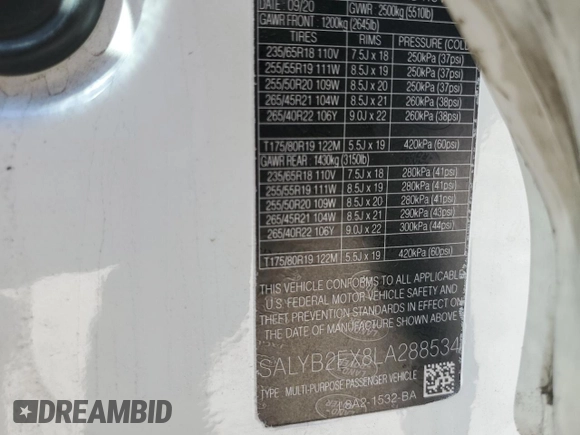 DATE 09/20 GVWR 2500kg (5510lb)
GAWR FRONT 1200kg (2645lb)
TIRES RIMS PRESSURE (COLD
235/65R18 110V 7.5J x 18 250kPa (37psi)
255/55R19 111W 8.5J x 19 250kPa (37psi)
255/50R20 109W 8.5J x 20 250kPa (37psi)
265/45R21 104W 8.5J x 21 260kPa (38psi)
265/40R22 106Y 9.0J x 22 260kPa (38psi)
T175/80R19 122M 5.5J x 19 420kPa (60psi)
GAWR REAR 1430kg (3150lb)
235/65R18 110V 7.5J x 18 280kPa (41psi)
255/55R19 111W 8.5J x 19 280kPa (41psi)
255/50R20 109W 8.5J x 20 280kPa (41psi)
265/45R21 104W 8.5J x 21 290kPa (43psi)
265/40R22 106Y 9.0J x 22 300kPa (44psi)
T175/80R19 122M 5.5J x 19 420kPa (60psi)
THIS VEHICLE CONFORMS TO ALL APPLICABLE
U.S. FEDERAL MOTOR VEHICLE SAFETY AND
THEFT PREVENTION STANDARDS IN EFFECT ON
THE DATE OF MANUFACTURE SHOWN ABOVE
SALYB2EX8LA288534
TYPE: MULTI-PURPOSE PASSENGER VEHICLE
L8A2-1532-BA
DREAMBID